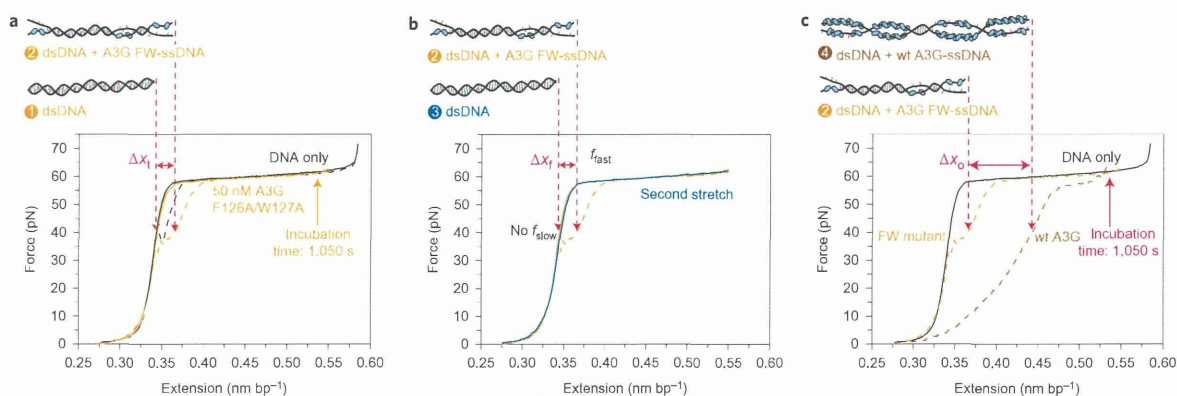 a
② dsDNA + A3G FW-ssDNA
① dsDNA
Δxt
DNA only
50 nM A3G
F126A/W127A
Incubation
time: 1,050 s
Force (pN)
70
60
50
40
30
20
10
0
0.25 0.30 0.35 0.40 0.45 0.50 0.55 0.60
Extension (nm bp⁻¹)
b
② dsDNA + A3G FW-ssDNA
③ dsDNA
Δxf
ffast
Second stretch
No fslow
Force (pN)
70
60
50
40
30
20
10
0
0.25 0.30 0.35 0.40 0.45 0.50 0.55 0.60
Extension (nm bp⁻¹)
c
④ dsDNA + wt A3G-ssDNA
② dsDNA + A3G FW-ssDNA
Δxo
DNA only
FW mutant
wt A3G
Incubation
time: 1,050 s
Force (pN)
70
60
50
40
30
20
10
0
0.25 0.30 0.35 0.40 0.45 0.50 0.55 0.60
Extension (nm bp⁻¹)